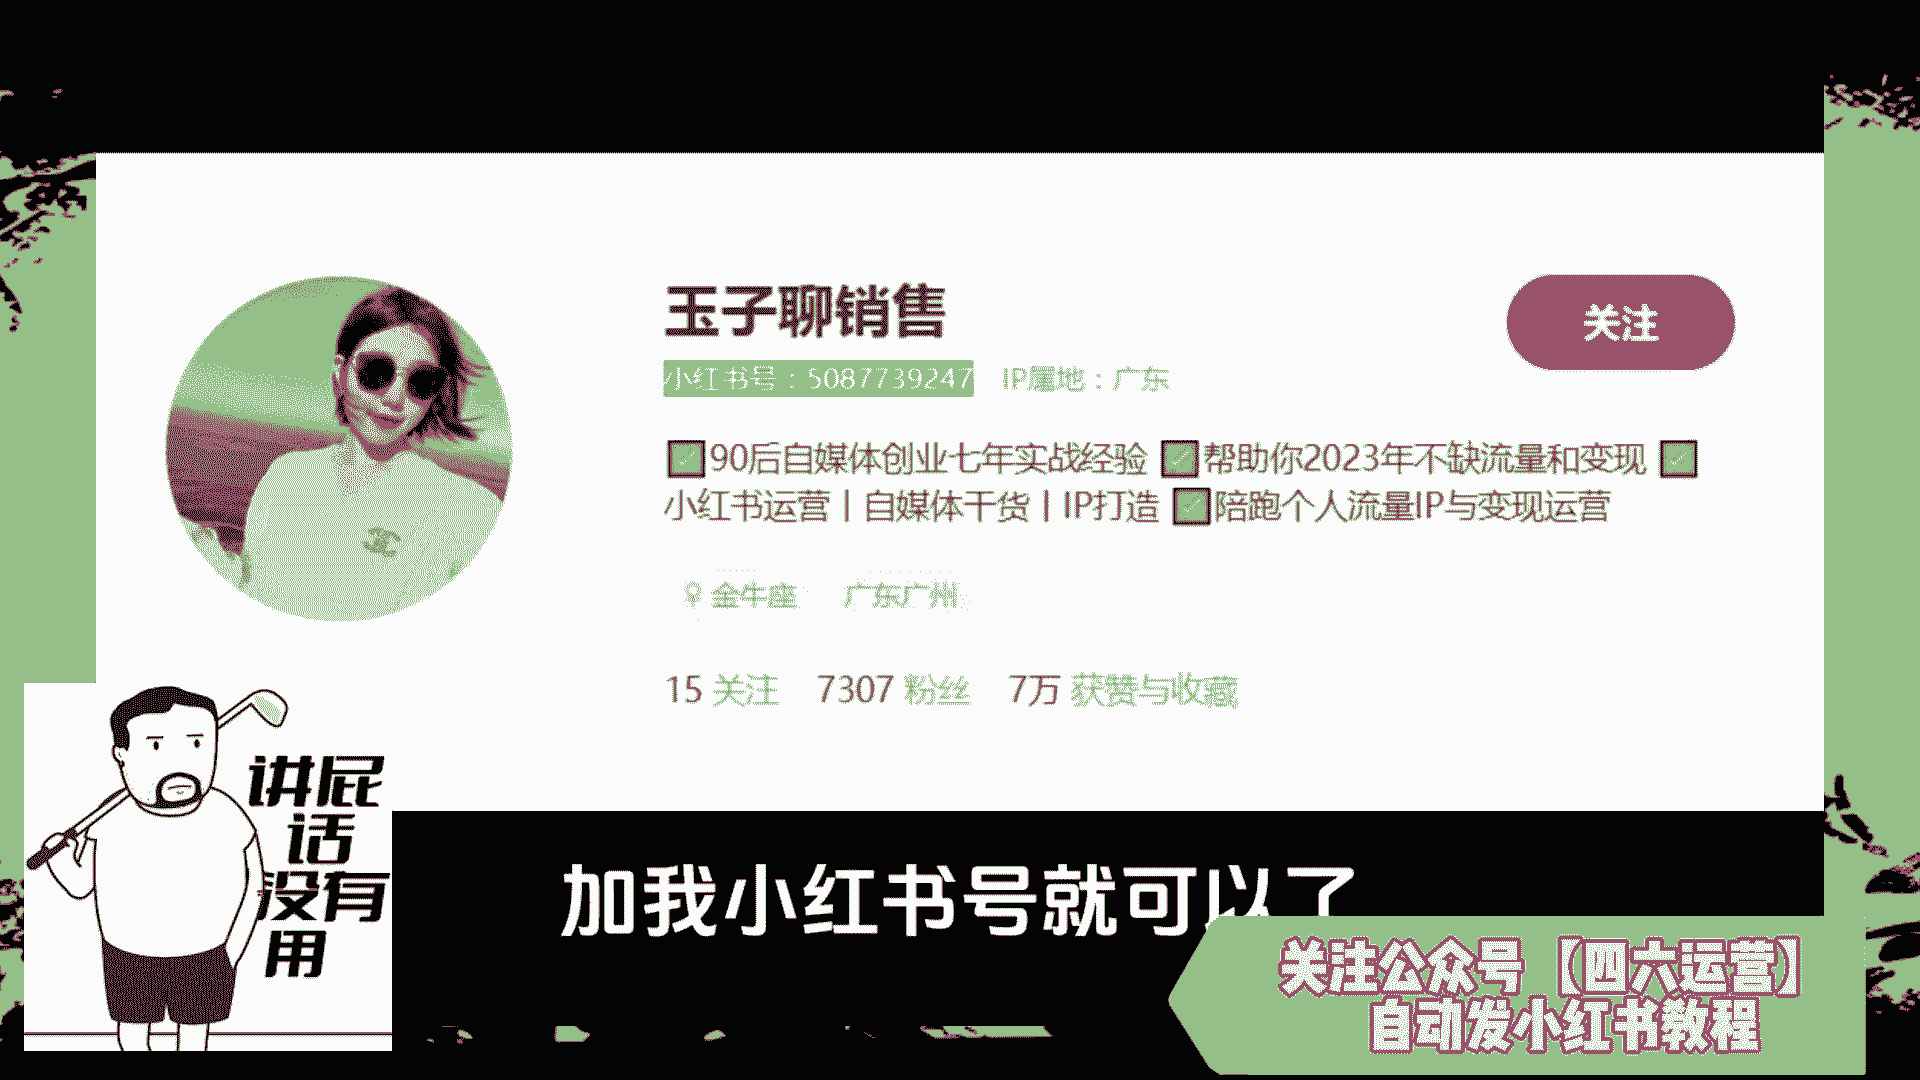 玉子聊销售
关注
小红书号：5087739247 IP属地：广东
90后自媒体创业七年实战经验 帮助你2023年不缺流量和变现
小红书运营丨自媒体干货丨IP打造 陪跑个人流量IP与变现运营
金牛座 广东广州
15 关注 7307 粉丝 7万 获赞与收藏
讲屁
话
没有
用
加我小红书号就可以了
关注公众号【四六运营】
自动发小红书教程